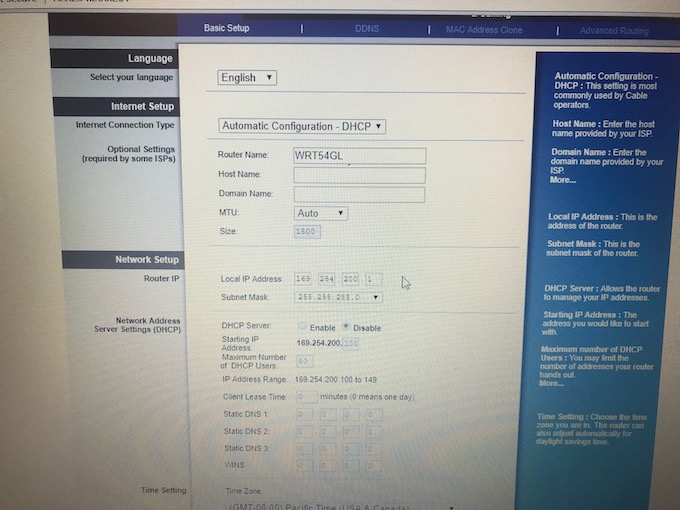 Basic Setup | DDNS | MAC Address Clone | Advanced Routing
Language
Select your language
English
Internet Setup
Internet Connection Type
Automatic Configuration - DHCP
Optional Settings
(required by some ISPs)
Router Name: WRT54GL
Host Name:
Domain Name:
MTU: Auto
Size: 1500
Network Setup
Router IP
Local IP Address: 169 . 254 . 200 . 1
Subnet Mask: 255.255.255.0
Network Address
Server Settings (DHCP)
DHCP Server: Enable Disable
Starting IP
Address: 169.254.200. 100
Maximum Number
of DHCP Users: 50
IP Address Range: 169.254.200.100 to 149
Client Lease Time: 0 minutes (0 means one day)
Static DNS 1: 0 . 0 . 0 . 0
Static DNS 2: 0 . 0 . 0 . 0
Static DNS 3: 0 . 0 . 0 . 0
WINS: 0 . 0 . 0 . 0
Time Setting
Time Zone
(GMT-08:00) Pacific Time (USA & Canada)
Automatic Configuration -
DHCP : This setting is most
commonly used by Cable
operators.
Host Name : Enter the host
name provided by your ISP.
Domain Name : Enter the
domain name provided by your
ISP.
More...
Local IP Address : This is the
address of the router.
Subnet Mask : This is the
subnet mask of the router.
DHCP Server : Allows the router
to manage your IP addresses.
Starting IP Address : The
address you would like to start
with.
Maximum number of DHCP
Users : You may limit the
number of addresses your router
hands out.
More...
Time Setting : Choose the time
zone you are in. The router can
also adjust automatically for
daylight savings time.